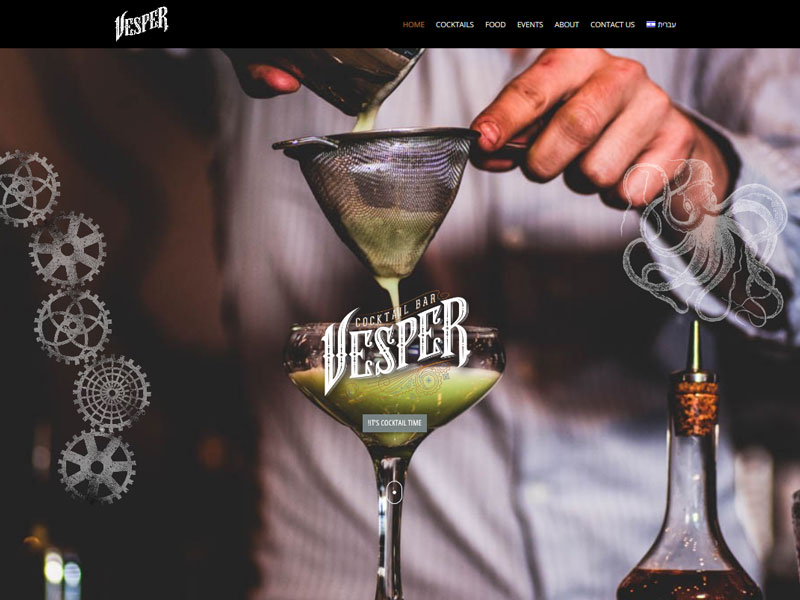 VESPER
HOME COCKTAILS FOOD EVENTS ABOUT CONTACT US עברית
COCKTAIL BAR
VESPER
!IT'S COCKTAIL TIME